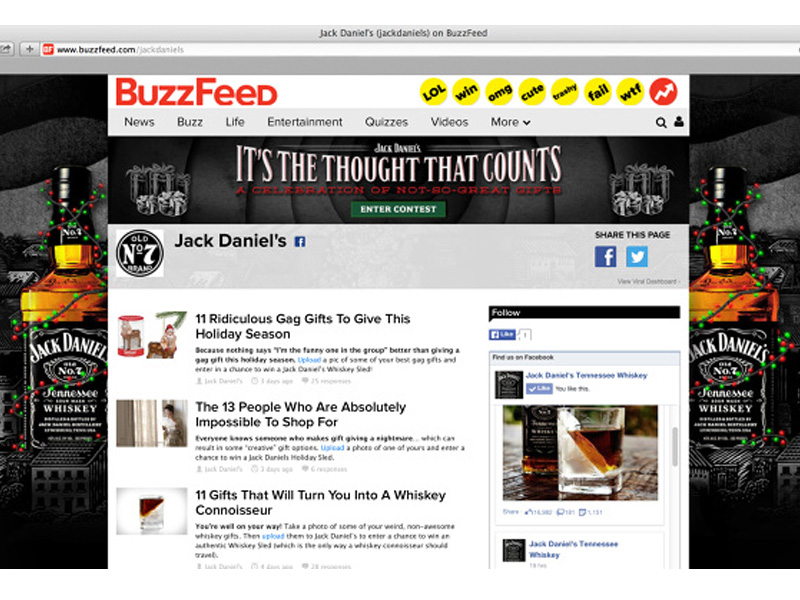 Jack Daniel's (jackdaniels) on BuzzFeed
www.buzzfeed.com/jackdaniels
BUZZFEED
LOL win omg cute trashy fail wtf
News Buzz Life Entertainment Quizzes Videos More
JACK DANIEL'S
IT'S THE THOUGHT THAT COUNTS
A CELEBRATION OF NOT-SO-GREAT GIFTS
ENTER CONTEST
OLD No.7 BRAND
Jack Daniel's
SHARE THIS PAGE
View Viral Dashboard ›
11 Ridiculous Gag Gifts To Give This
Holiday Season
Because nothing says "I'm the funny one in the group" better than giving a
gag gift this holiday season. Upload a pic of some of your best gag gifts and
enter in a chance to win a Jack Daniel's Whiskey Sled!
Jack Daniel's 3 days ago 25 responses
The 13 People Who Are Absolutely
Impossible To Shop For
Everyone knows someone who makes gift giving a nightmare... which can
result in some "creative" gift options. Upload a photo of one of yours and enter a
chance to win a Jack Daniels Holiday Sled.
Jack Daniel's 3 days ago 6 responses
11 Gifts That Will Turn You Into A Whiskey
Connoisseur
You're well on your way! Take a photo of some of your weird, non-awesome
whiskey gifts. Then upload them to Jack Daniel's to enter a chance to win an
authentic Whiskey Sled (which is the only way a whiskey connoisseur should
travel).
Jack Daniel's 4 days ago 28 responses
Follow
Like 1
Find us on Facebook
Jack Daniel's Tennessee Whiskey
Like You like this.
Share
Jack Daniel's Tennessee
Whiskey
18 hrs
No.7
JACK DANIEL'S
OLD
No.7
BRAND
Tennessee
SOUR MASH
WHISKEY
No.7
JACK DANIEL'S
OLD
No.7
BRAND
Tennessee
SOUR MASH
WHISKEY